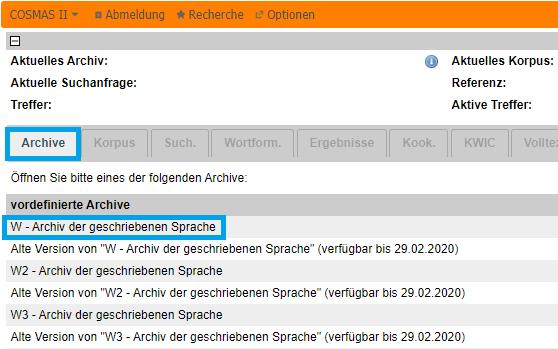 COSMAS II Abmeldung Recherche Optionen
Aktuelles Archiv: Aktuelles Korpus:
Aktuelle Suchanfrage: Referenz:
Treffer: Aktive Treffer:
Archive Korpus Such. Wortform. Ergebnisse Kook. KWIC Vollte
Öffnen Sie bitte eines der folgenden Archive:
vordefinierte Archive
W - Archiv der geschriebenen Sprache
Alte Version von "W - Archiv der geschriebenen Sprache" (verfügbar bis 29.02.2020)
W2 - Archiv der geschriebenen Sprache
Alte Version von "W2 - Archiv der geschriebenen Sprache" (verfügbar bis 29.02.2020)
W3 - Archiv der geschriebenen Sprache
Alte Version von "W3 - Archiv der geschriebenen Sprache" (verfügbar bis 29.02.2020)